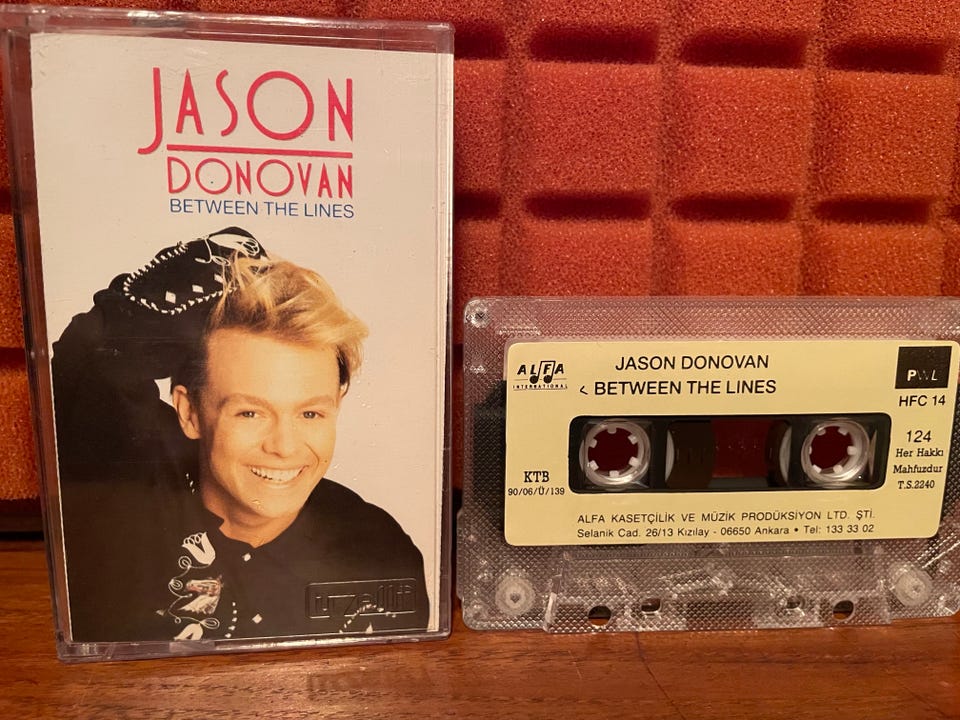 JASON
DONOVAN
BETWEEN THE LINES
uzelli
ALFA
INTERNATIONAL
JASON DONOVAN
< BETWEEN THE LINES
PWL
HFC 14
KTB
90/06/Ü/139
124
Her Hakkı
Mahfuzdur
T.S.2240
ALFA KASETÇİLİK VE MÜZİK PRODÜKSİYON LTD. ŞTİ.
Selanik Cad. 26/13 Kızılay - 06650 Ankara • Tel: 133 33 02